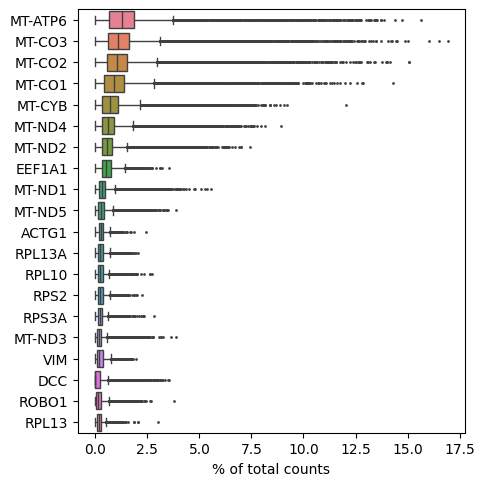 MT-ATP6
MT-CO3
MT-CO2
MT-CO1
MT-CYB
MT-ND4
MT-ND2
EEF1A1
MT-ND1
MT-ND5
ACTG1
RPL13A
RPL10
RPS2
RPS3A
MT-ND3
VIM
DCC
ROBO1
RPL13
0.0 2.5 5.0 7.5 10.0 12.5 15.0 17.5
% of total counts